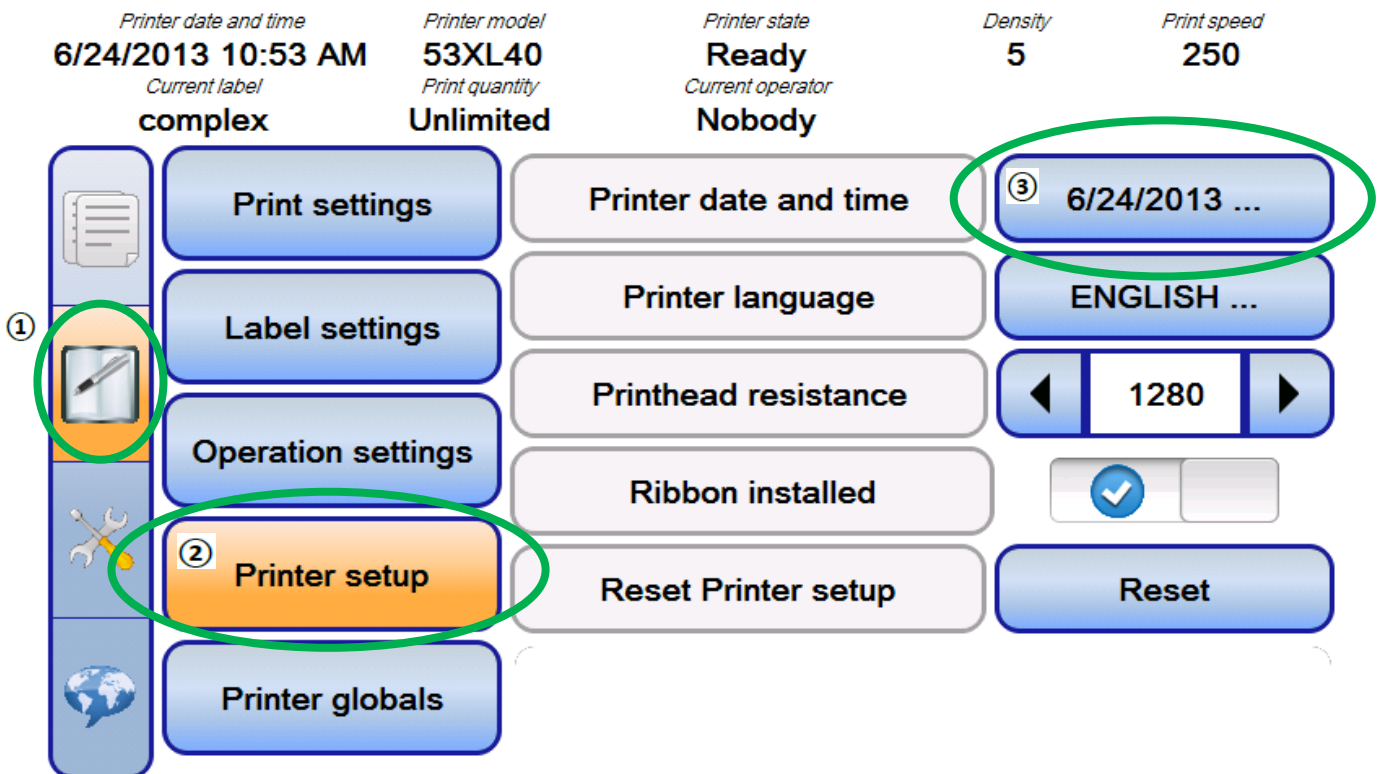 Printer date and time Printer model Printer state Density Print speed
6/24/2013 10:53 AM 53XL40 Ready 5 250
Current label Print quantity Current operator
complex Unlimited Nobody
Print settings Printer date and time ③ 6/24/2013 ...
Printer language ENGLISH ...
① Label settings
Printhead resistance 1280
Operation settings
Ribbon installed
② Printer setup Reset Printer setup Reset
Printer globals